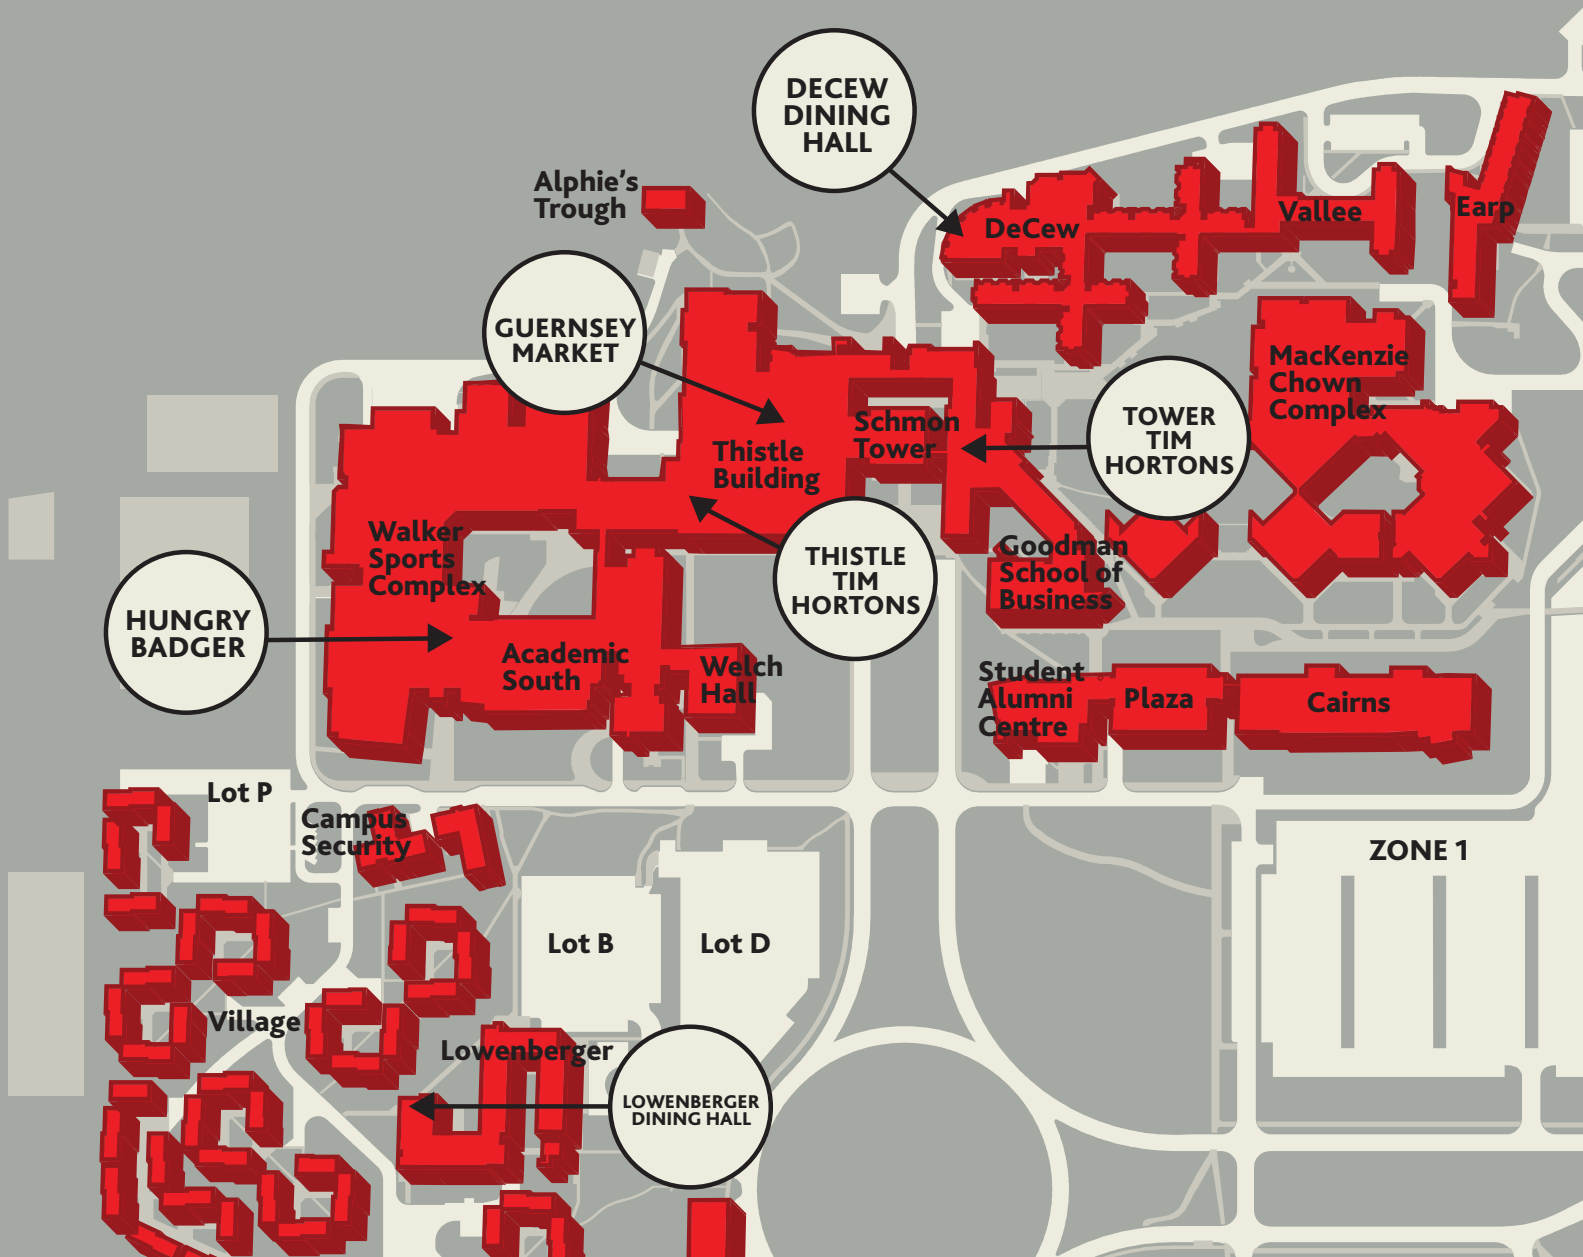 DECEW
DINING
HALL
Alphie's
Trough
DeCew
Vallee
Earp
GUERNSEY
MARKET
MacKenzie
Chown
Complex
TOWER
TIM
HORTONS
Schmon
Tower
Thistle
Building
Walker
Sports
Complex
THISTLE
TIM
HORTONS
Goodman
School of
Business
HUNGRY
BADGER
Academic
South
Welch
Hall
Student
Alumni
Centre
Plaza
Cairns
Lot P
Campus
Security
ZONE 1
Lot B
Lot D
Village
Lowenberger
LOWENBERGER
DINING HALL